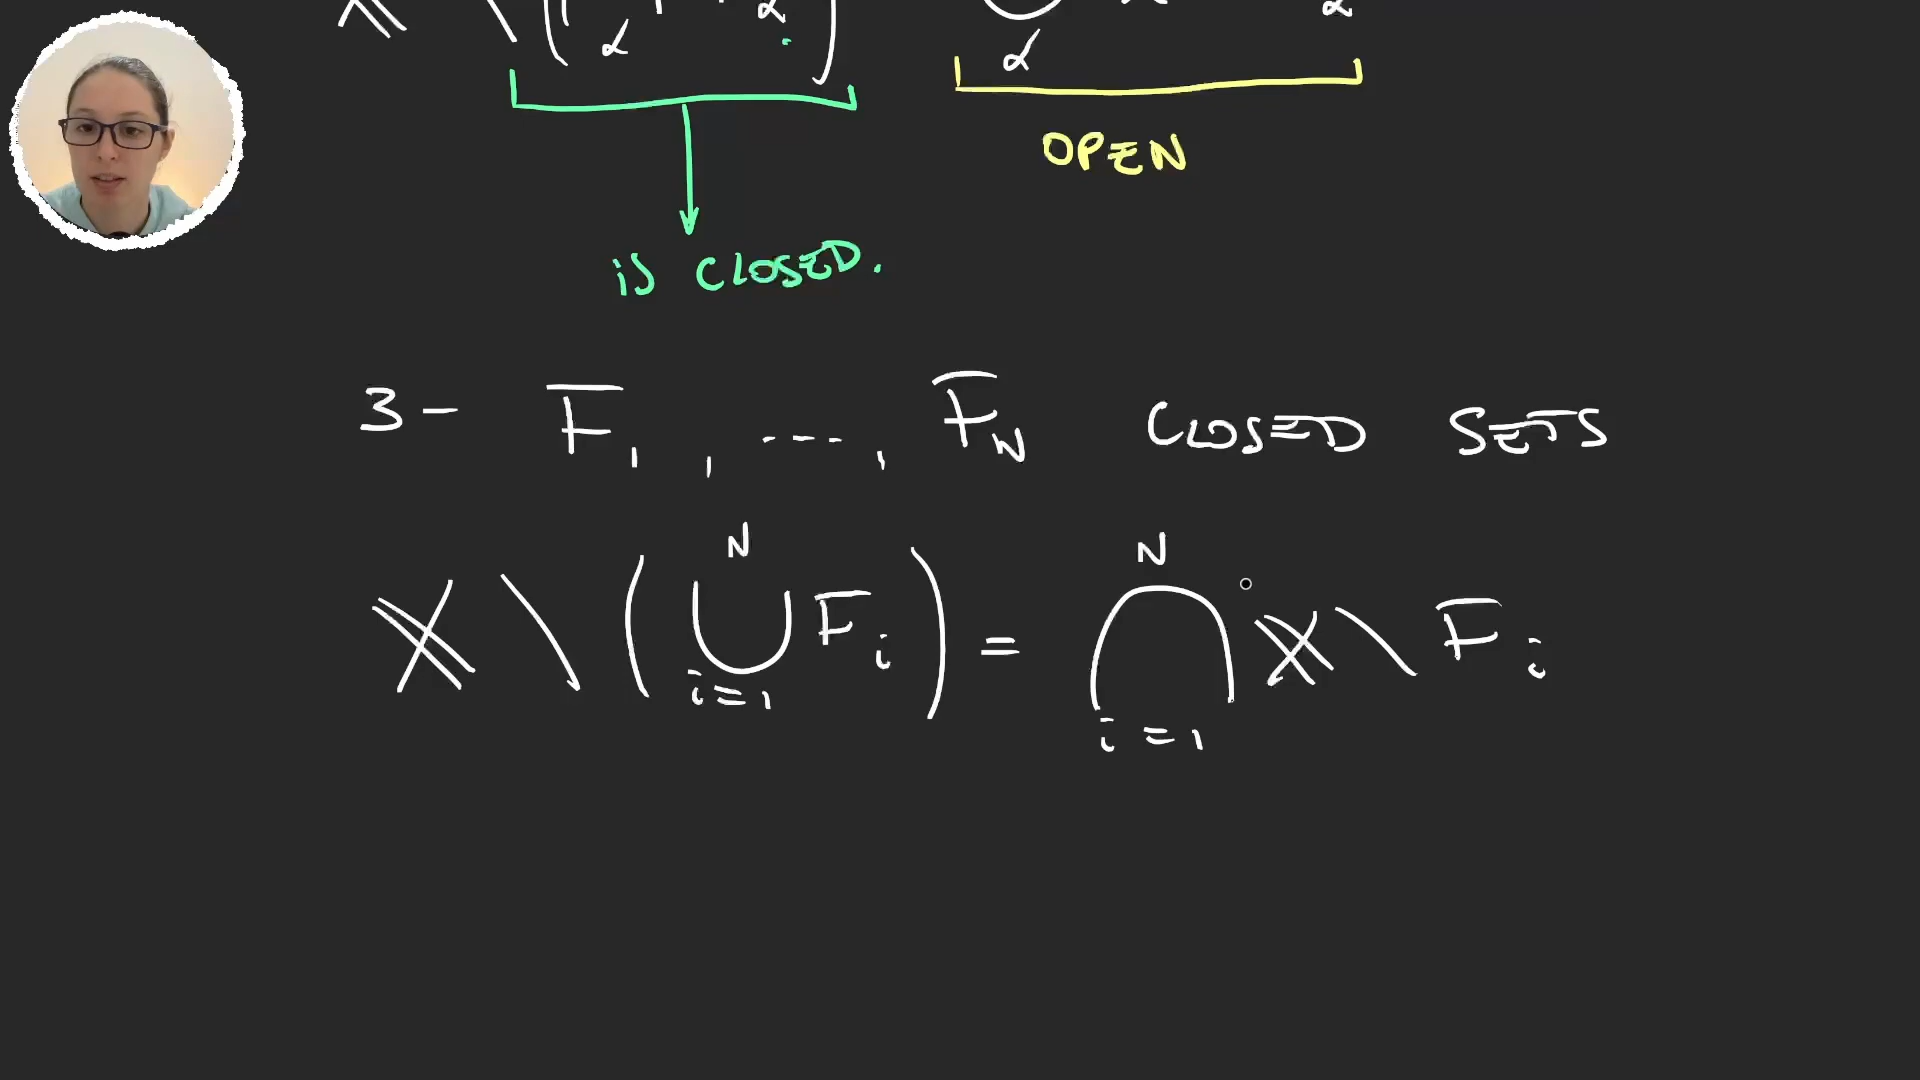 X \ ( α α ) ∪ α α
OPEN
is CLOSED.
3- F₁, ---, F_N CLOSED SETS
X \ ( ⋃_{i=1}^{N} F_i ) = ⋂_{i=1}^{N} X \ F_i